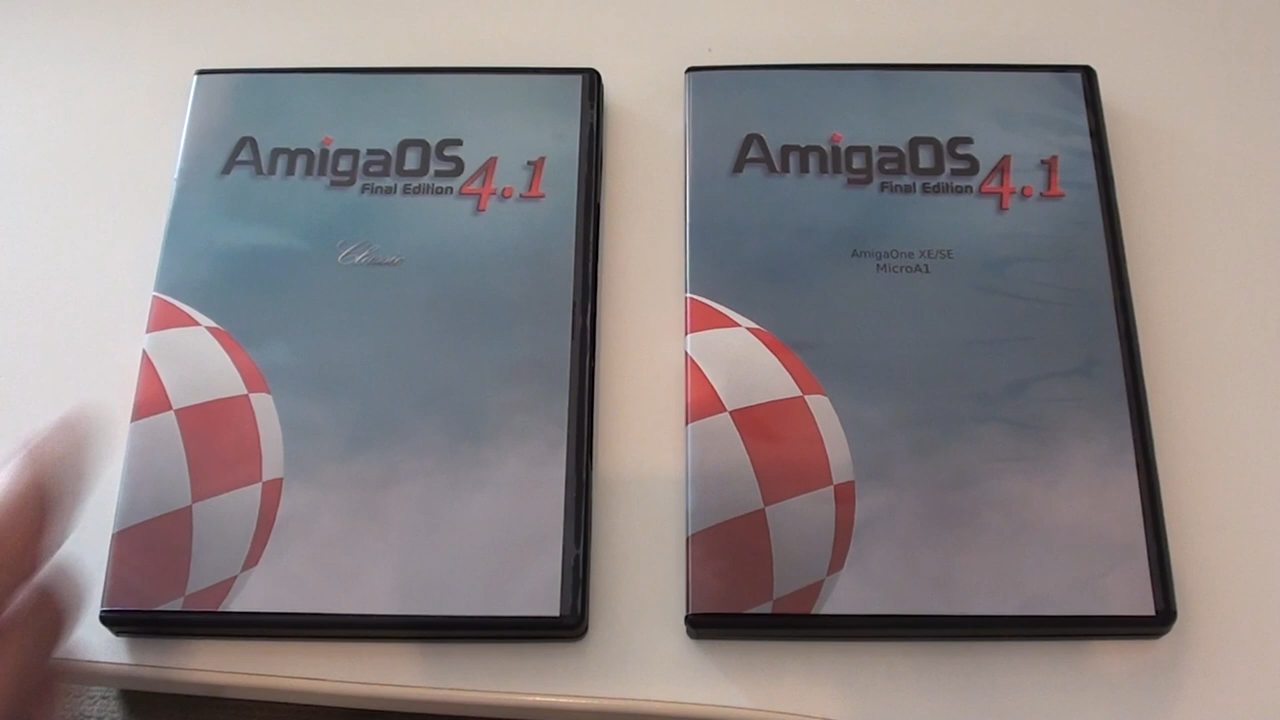 AmigaOS 4.1
Final Edition
Classic
AmigaOS 4.1
Final Edition
AmigaOne XE/SE
MicroA1